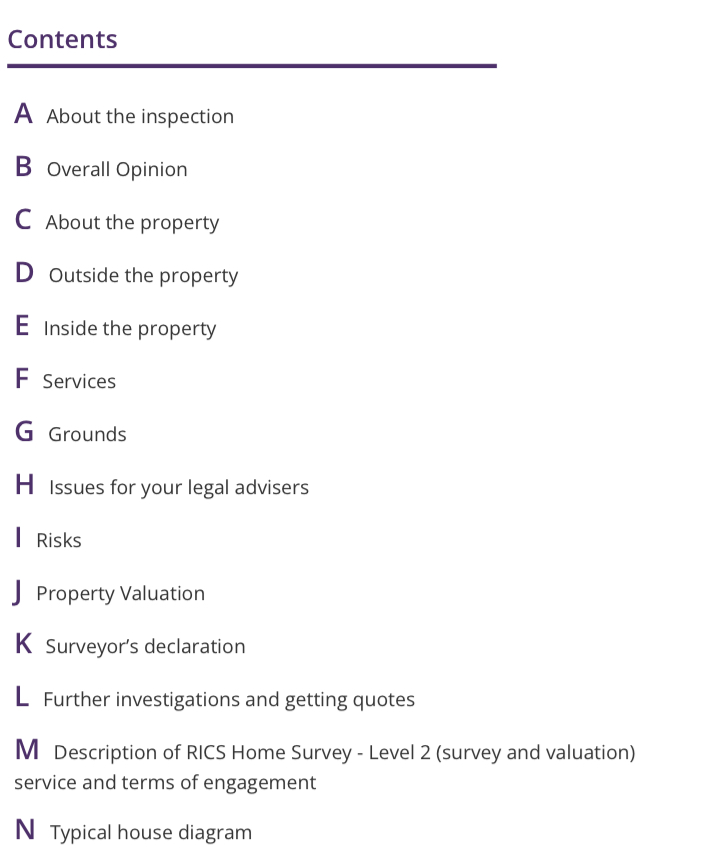 Contents
A About the inspection
B Overall Opinion
C About the property
D Outside the property
E Inside the property
F Services
G Grounds
H Issues for your legal advisers
I Risks
J Property Valuation
K Surveyor’s declaration
L Further investigations and getting quotes
M Description of RICS Home Survey - Level 2 (survey and valuation)
service and terms of engagement
N Typical house diagram